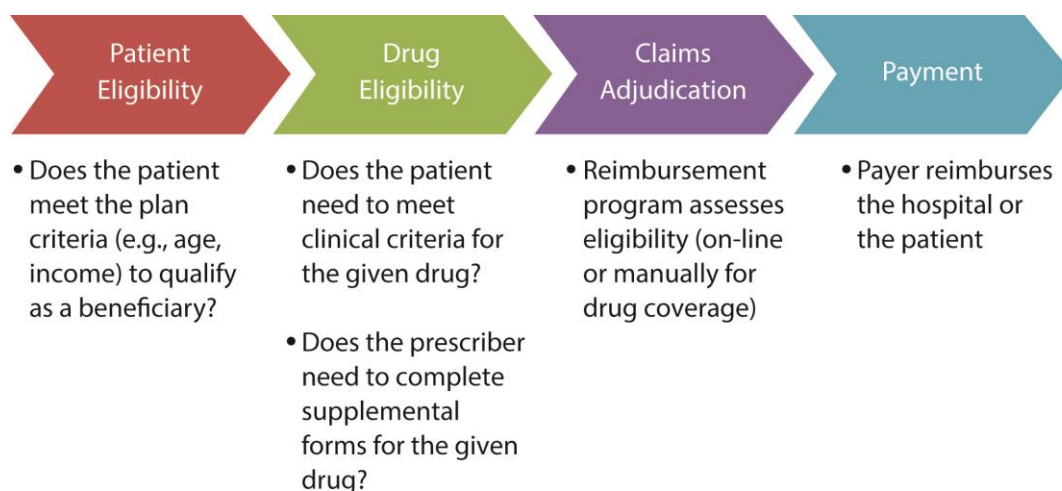 Patient
Eligibility
Drug
Eligibility
Claims
Adjudication
Payment
• Does the patient
meet the plan
criteria (e.g., age,
income) to qualify
as a beneficiary?
• Does the patient
need to meet
clinical criteria for
the given drug?
• Does the prescriber
need to complete
supplemental
forms for the given
drug?
• Reimbursement
program assesses
eligibility (on-line
or manually for
drug coverage)
• Payer reimburses
the hospital or
the patient